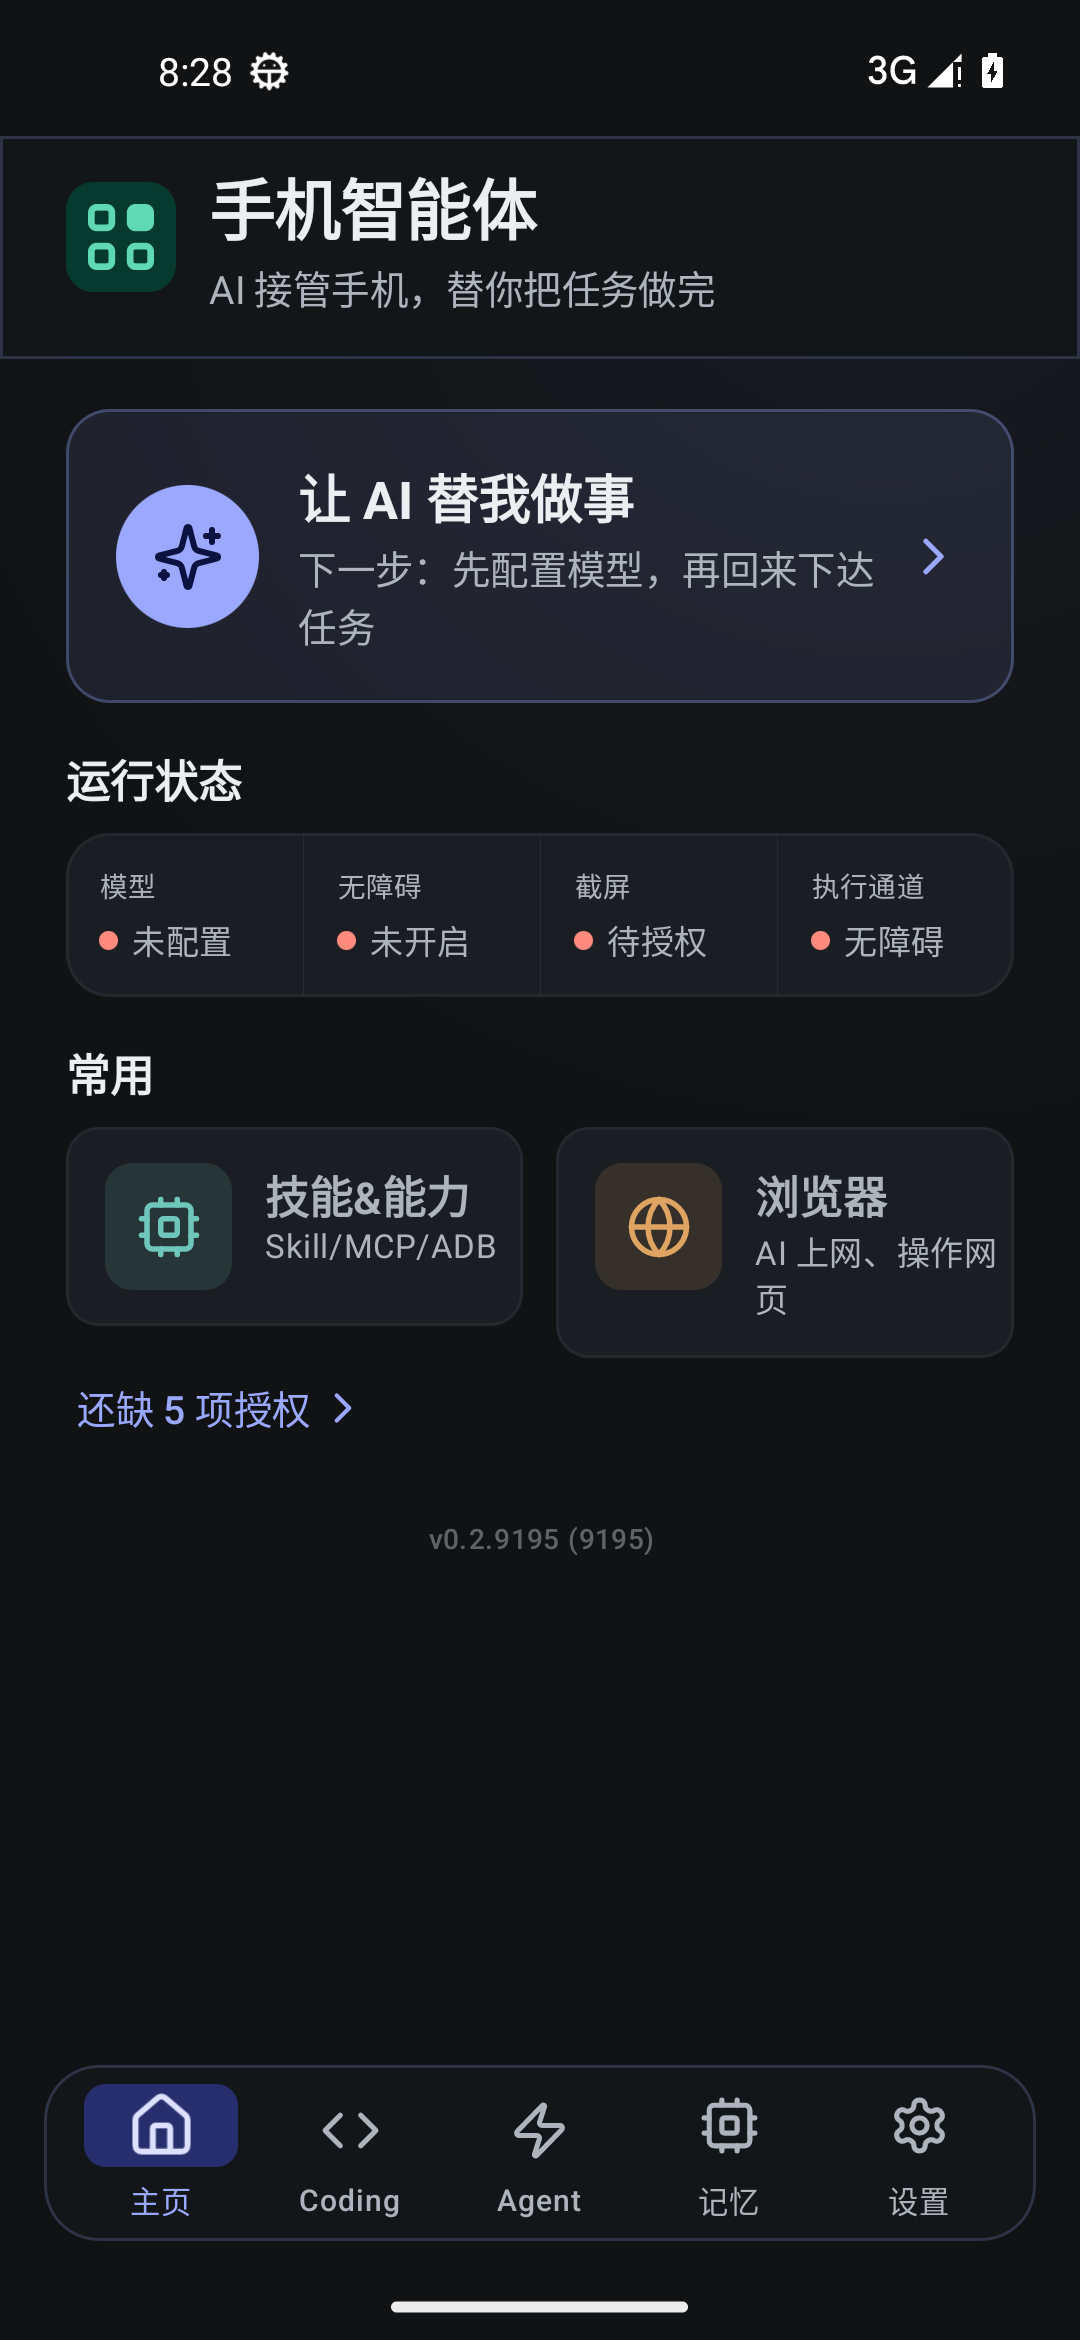 8:28
3G
手机智能体
AI 接管手机，替你把任务做完
让 AI 替我做事
下一步：先配置模型，再回来下达
任务
运行状态
模型
未配置
无障碍
未开启
截屏
待授权
执行通道
无障碍
常用
技能&能力
Skill/MCP/ADB
浏览器
AI 上网、操作网
页
还缺 5 项授权
v0.2.9195 (9195)
主页
Coding
Agent
记忆
设置